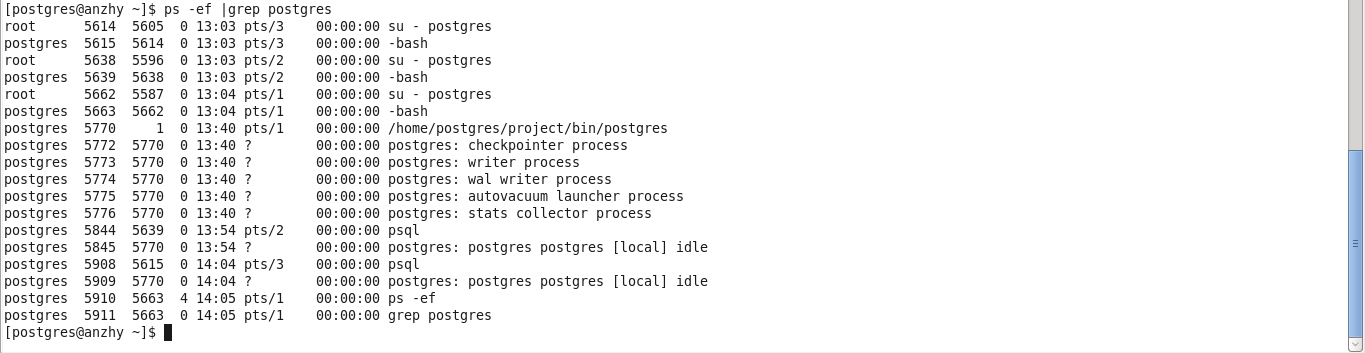 [postgres@anzhy ~]$ ps -ef |grep postgres
root      5614  5605  0 13:03 pts/3    00:00:00 su - postgres
postgres  5615  5614  0 13:03 pts/3    00:00:00 -bash
root      5638  5596  0 13:03 pts/2    00:00:00 su - postgres
postgres  5639  5638  0 13:03 pts/2    00:00:00 -bash
root      5662  5587  0 13:04 pts/1    00:00:00 su - postgres
postgres  5663  5662  0 13:04 pts/1    00:00:00 -bash
postgres  5770     1  0 13:40 pts/1    00:00:00 /home/postgres/project/bin/postgres
postgres  5772  5770  0 13:40 ?        00:00:00 postgres: checkpointer process
postgres  5773  5770  0 13:40 ?        00:00:00 postgres: writer process
postgres  5774  5770  0 13:40 ?        00:00:00 postgres: wal writer process
postgres  5775  5770  0 13:40 ?        00:00:00 postgres: autovacuum launcher process
postgres  5776  5770  0 13:40 ?        00:00:00 postgres: stats collector process
postgres  5844  5639  0 13:54 pts/2    00:00:00 psql
postgres  5845  5770  0 13:54 ?        00:00:00 postgres: postgres postgres [local] idle
postgres  5908  5615  0 14:04 pts/3    00:00:00 psql
postgres  5909  5770  0 14:04 ?        00:00:00 postgres: postgres postgres [local] idle
postgres  5910  5663  4 14:05 pts/1    00:00:00 ps -ef
postgres  5911  5663  0 14:05 pts/1    00:00:00 grep postgres
[postgres@anzhy ~]$